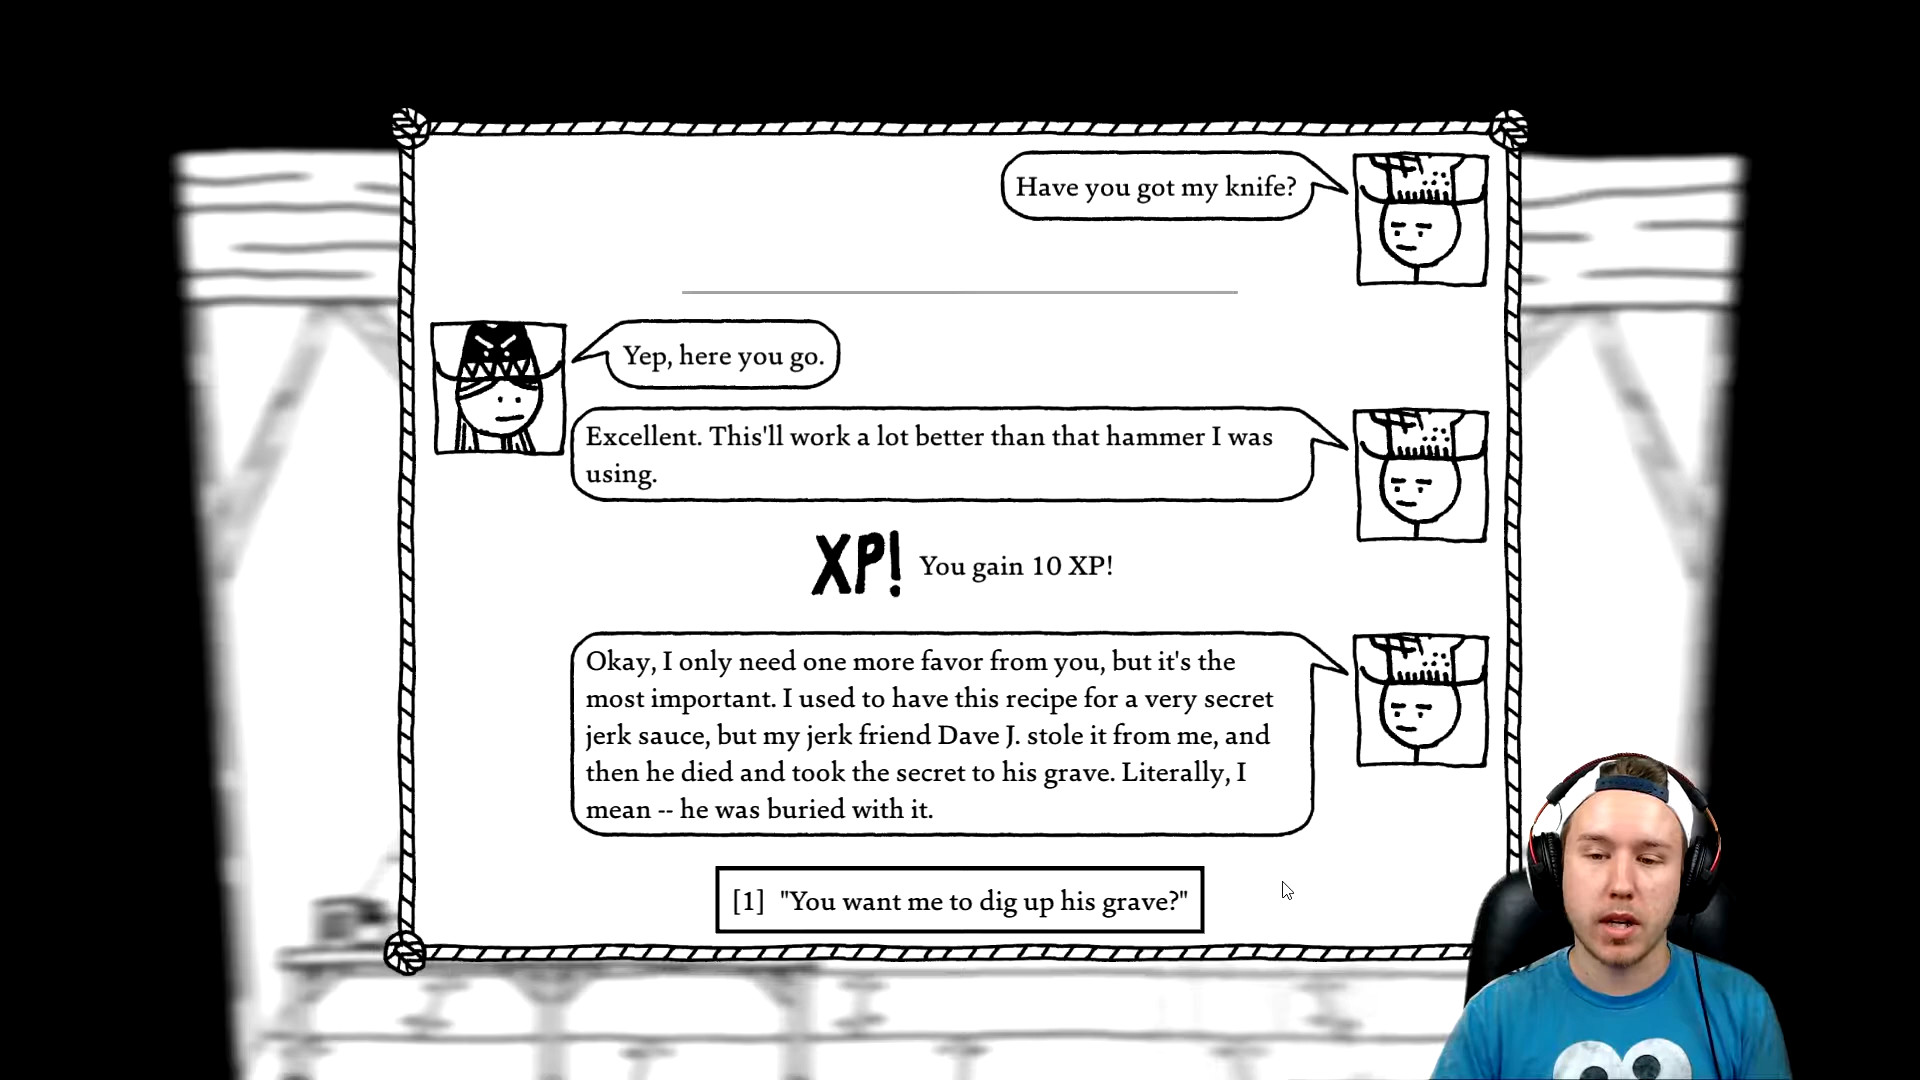 Have you got my knife?
Yep, here you go.
Excellent. This'll work a lot better than that hammer I was
using.
XP! You gain 10 XP!
Okay, I only need one more favor from you, but it's the
most important. I used to have this recipe for a very secret
jerk sauce, but my jerk friend Dave J. stole it from me, and
then he died and took the secret to his grave. Literally, I
mean -- he was buried with it.
[1] "You want me to dig up his grave?"